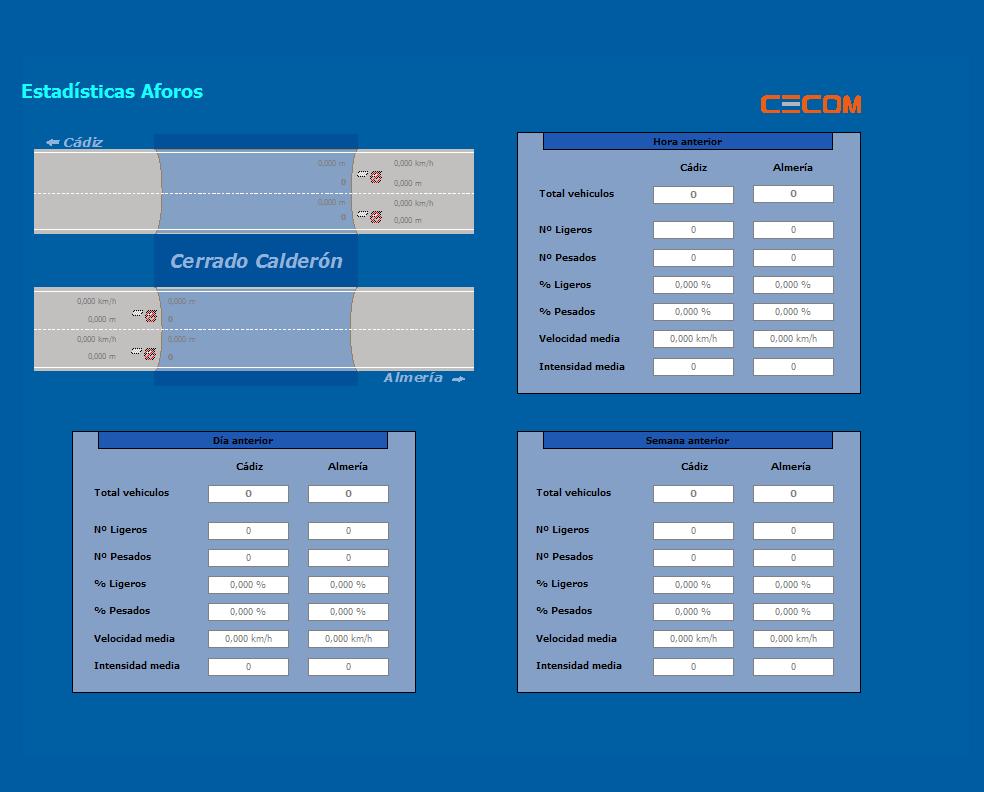 Estadísticas Aforos
CECOM
Cádiz
0,000 m
0,000 km/h
0
0,000 m
0,000 m
0,000 km/h
0
0,000 m
Cerrado Calderón
0,000 km/h
0,000 m
0,000 m
0
0,000 km/h
0,000 m
0,000 m
0
Almería
Hora anterior
Cádiz Almería
Total vehiculos 0 0
Nº Ligeros 0 0
Nº Pesados 0 0
% Ligeros 0,000 % 0,000 %
% Pesados 0,000 % 0,000 %
Velocidad media 0,000 km/h 0,000 km/h
Intensidad media 0 0
Día anterior
Cádiz Almería
Total vehiculos 0 0
Nº Ligeros 0 0
Nº Pesados 0 0
% Ligeros 0,000 % 0,000 %
% Pesados 0,000 % 0,000 %
Velocidad media 0,000 km/h 0,000 km/h
Intensidad media 0 0
Semana anterior
Cádiz Almería
Total vehiculos 0 0
Nº Ligeros 0 0
Nº Pesados 0 0
% Ligeros 0,000 % 0,000 %
% Pesados 0,000 % 0,000 %
Velocidad media 0,000 km/h 0,000 km/h
Intensidad media 0 0